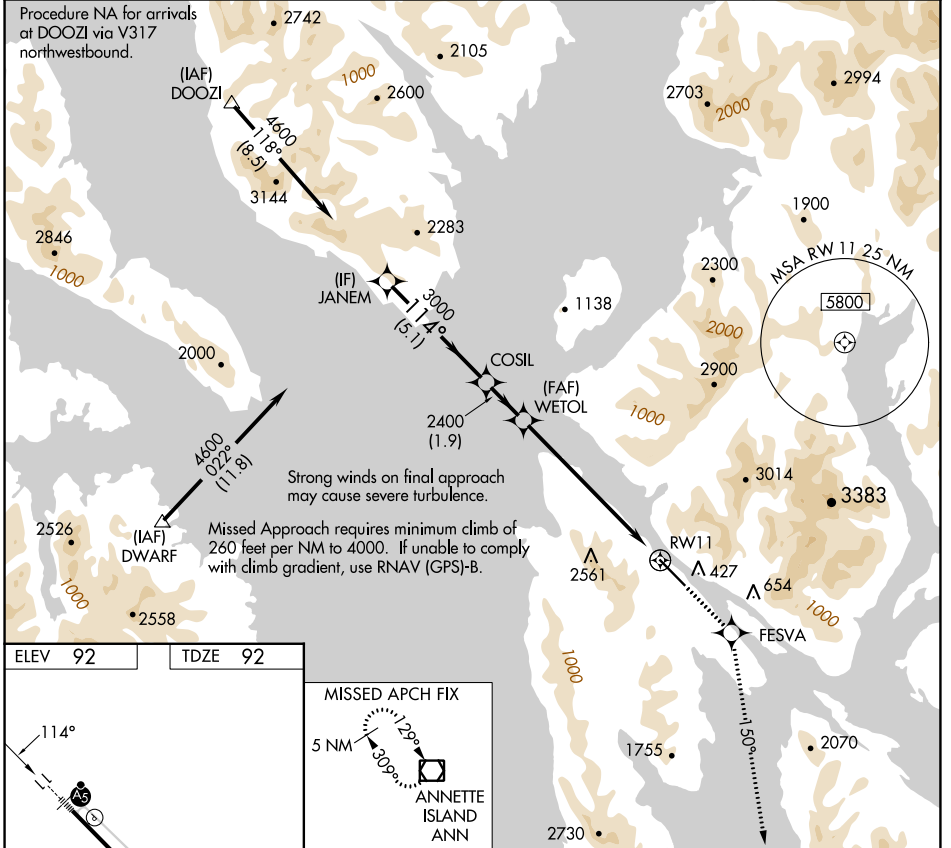 Procedure NA for arrivals
at DOOZI via V317
northwestbound.
2742
2105
1000
2600
(IAF)
DOOZI
4600
118°
(8.5)
3144
2283
2703
2000
2994
1900
MSA RW 11 25 NM
5800
2846
1000
(IF)
JANEM
3000
114°
(5.1)
1138
2300
2000
2900
1000
2000
COSIL
(FAF)
WETOL
2400
(1.9)
4600
022°
(11.8)
Strong winds on final approach
may cause severe turbulence.
3014
3383
2526
(IAF)
DWARF
Missed Approach requires minimum climb of
260 feet per NM to 4000. If unable to comply
with climb gradient, use RNAV (GPS)-B.
1000
2558
2561
RW11
427
654
1000
FESVA
ELEV 92
TDZE 92
114°
A5
P
MISSED APCH FIX
5 NM
129°
309°
ANNETTE
ISLAND
ANN
1000
1755
150°
2070
2730